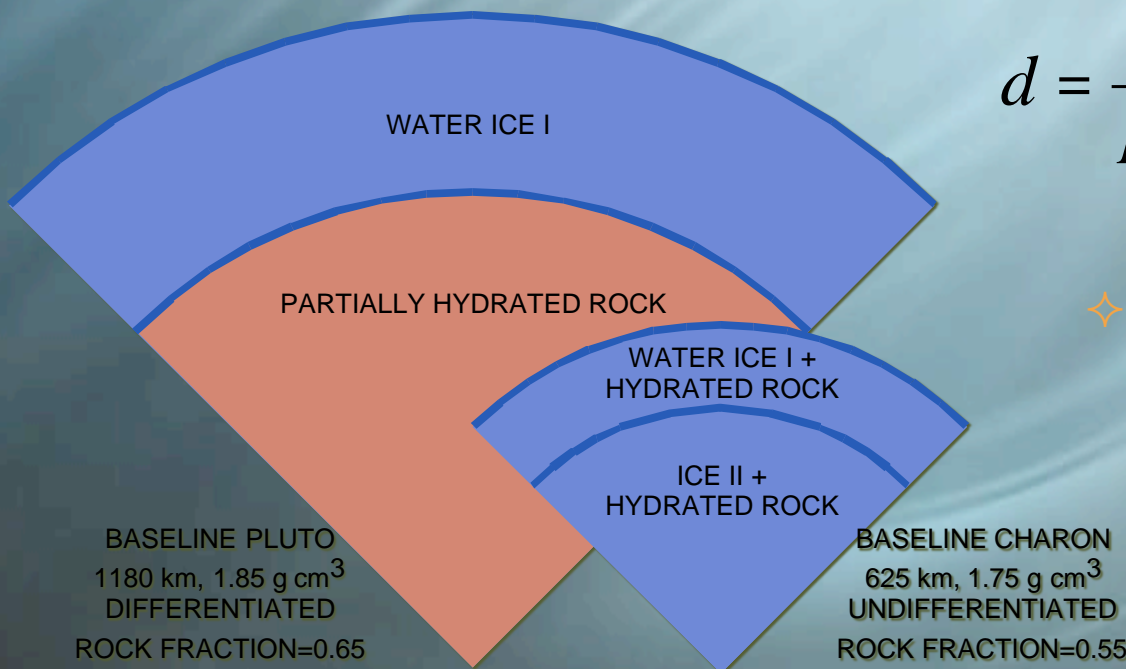 WATER ICE I
d =
PARTIALLY HYDRATED ROCK
WATER ICE I +
HYDRATED ROCK
ICE II +
HYDRATED ROCK
BASELINE PLUTO
1180 km, 1.85 g cm³
DIFFERENTIATED
ROCK FRACTION=0.65
BASELINE CHARON
625 km, 1.75 g cm³
UNDIFFERENTIATED
ROCK FRACTION=0.55